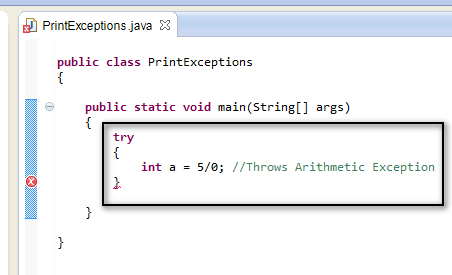 PrintExceptions.java
public class PrintExceptions
{
public static void main(String[] args)
{
try
{
int a = 5/0; //Throws Arithmetic Exception
}
}
}